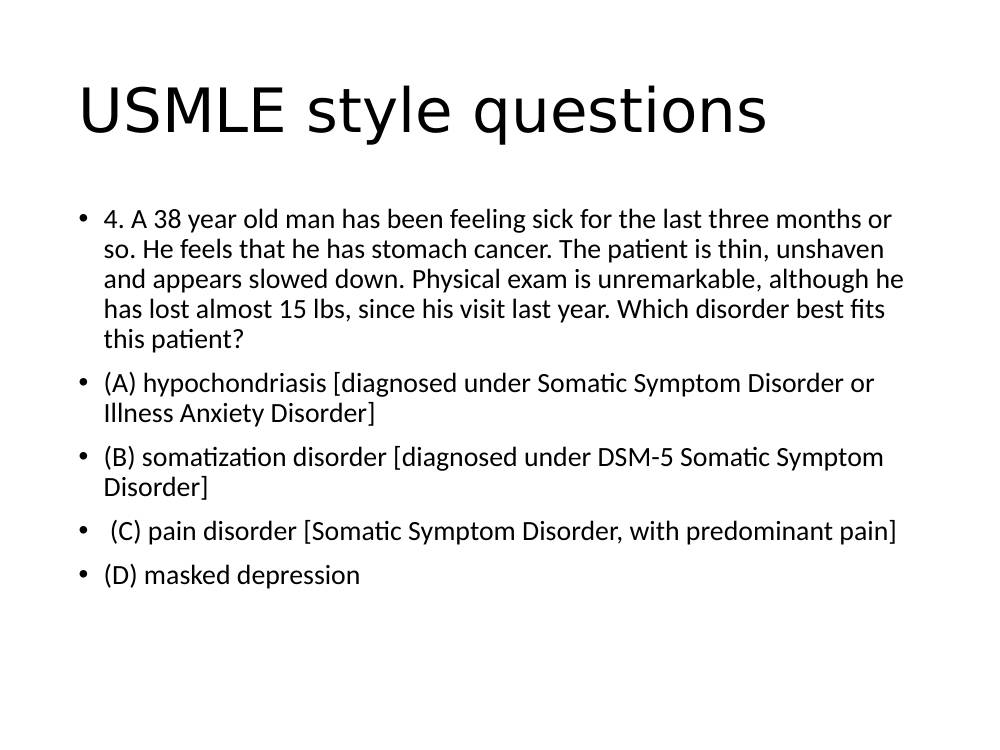 USMLE style questions
• 4. A 38 year old man has been feeling sick for the last three months or
so. He feels that he has stomach cancer. The patient is thin, unshaven
and appears slowed down. Physical exam is unremarkable, although he
has lost almost 15 lbs, since his visit last year. Which disorder best fits
this patient?
• (A) hypochondriasis [diagnosed under Somatic Symptom Disorder or
Illness Anxiety Disorder]
• (B) somatization disorder [diagnosed under DSM-5 Somatic Symptom
Disorder]
• (C) pain disorder [Somatic Symptom Disorder, with predominant pain]
• (D) masked depression